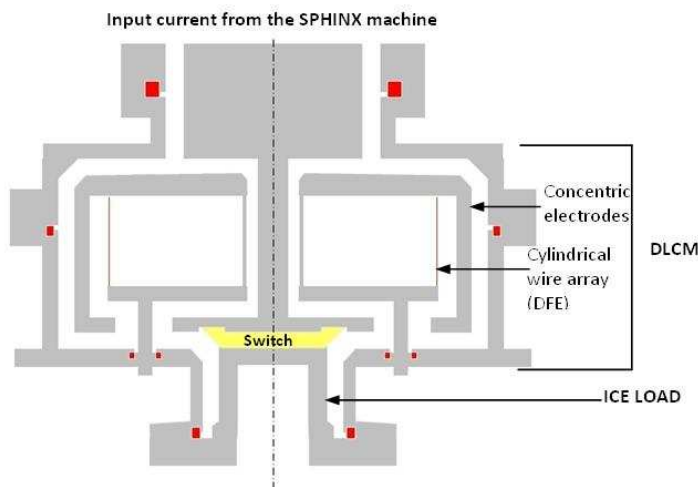 Input current from the SPHINX machine
Concentric
electrodes
DLCM
Cylindrical
wire array
(DFE)
Switch
ICE LOAD